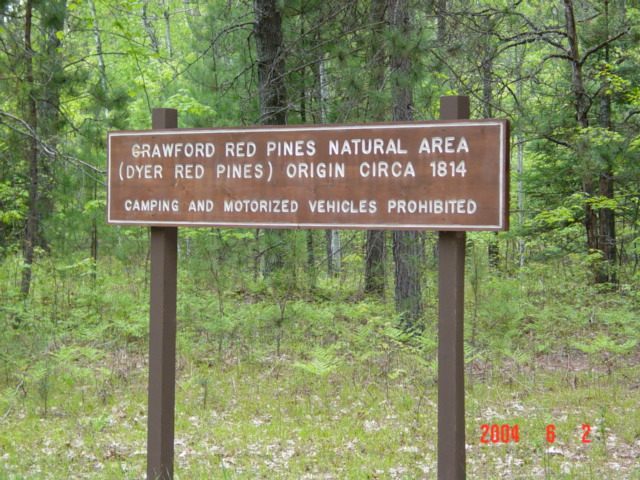 CRAWFORD RED PINES NATURAL AREA
(DYER RED PINES) ORIGIN CIRCA 1814
CAMPING AND MOTORIZED VEHICLES PROHIBITED
2004 6 2